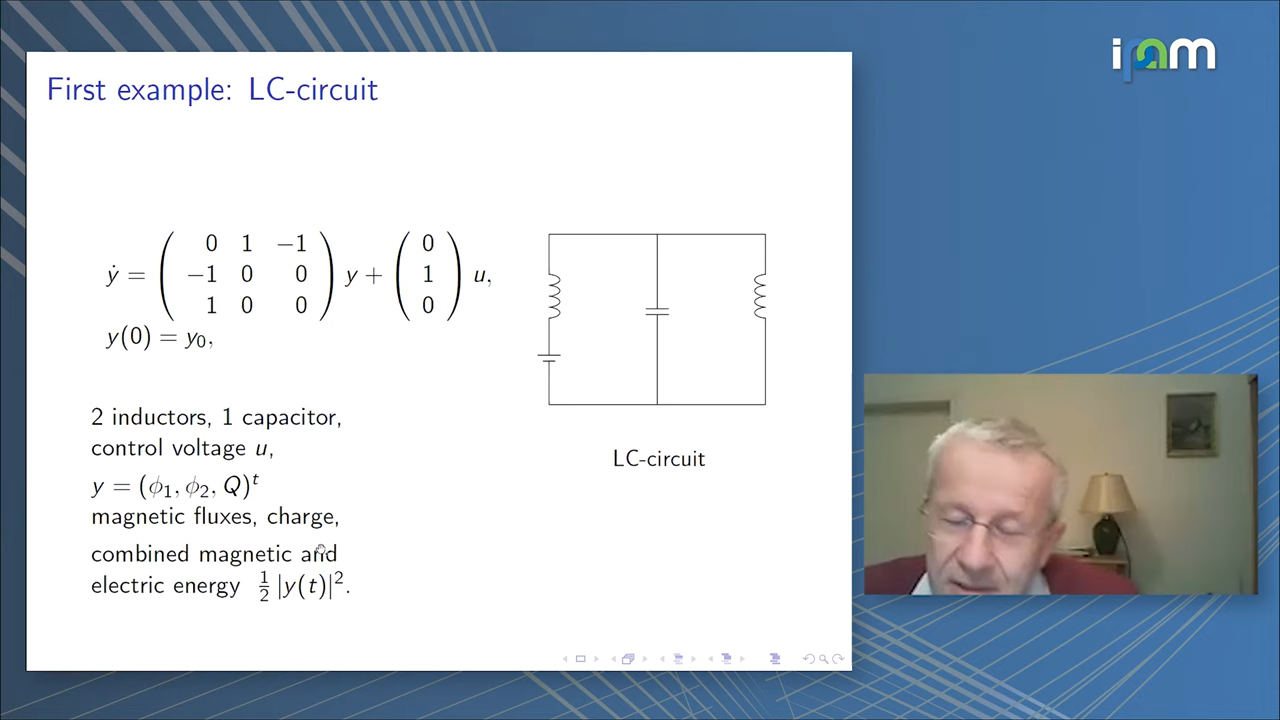 ipam
First example: LC-circuit
ẏ = ( 0 1 −1
−1 0 0
1 0 0 ) y + ( 0
1
0 ) u,
y(0) = y₀,
2 inductors, 1 capacitor,
control voltage u,
y = (ϕ₁, ϕ₂, Q)ᵗ
magnetic fluxes, charge,
combined magnetic and
electric energy ½ |y(t)|².
LC-circuit